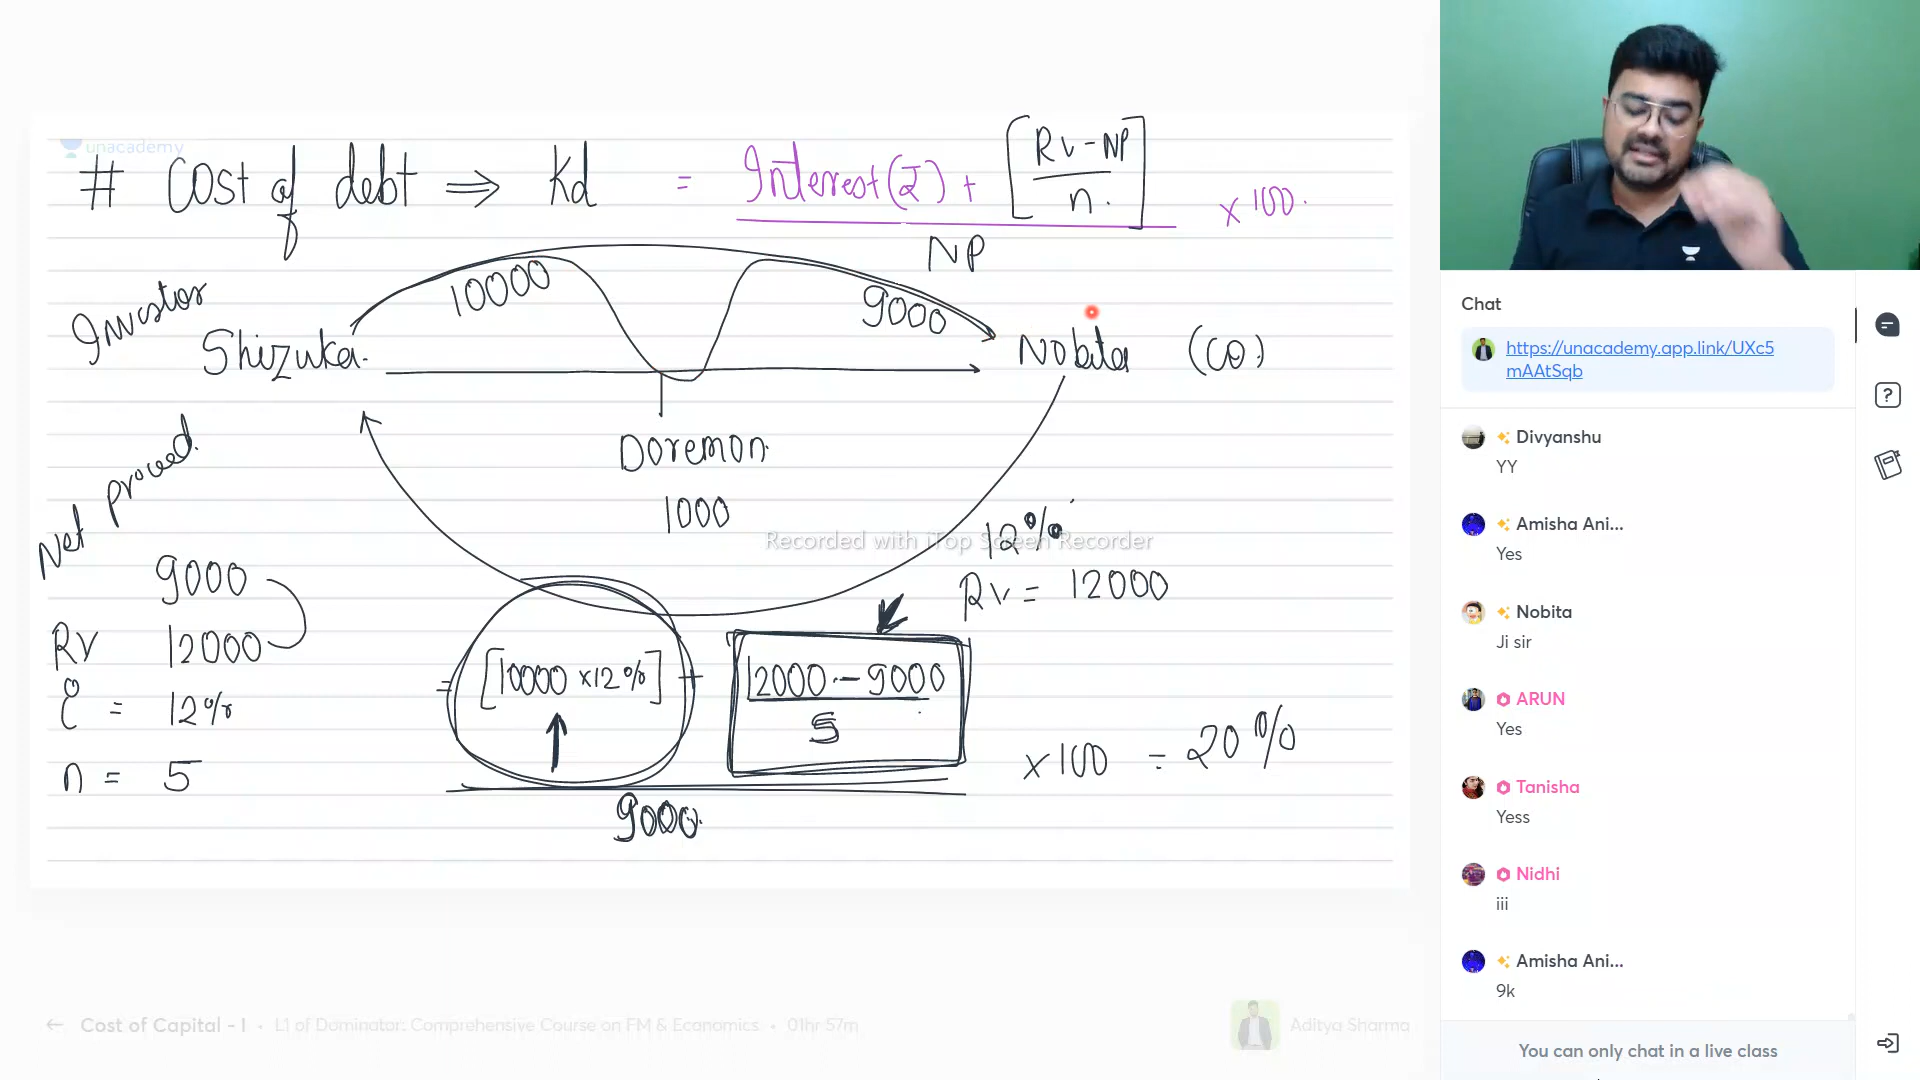 unacademy
# Cost of debt ⇒ Kd = Interest(I) + [Rv - NP / n.] × 100.
NP
Investor
10000
9000
Shizuka.
Nobita (CO)
Doremon
1000
Net proceed.
12%
Rv = 12000
Recorded with iTop Screen Recorder
9000
Rv 12000
i = 12%
n = 5
= [10000 ×12%] + 12000 - 9000
5
9000.
× 100 = 20%
← Cost of Capital - I • L1 of Dominator: Comprehensive Course on FM & Economics • 01hr 57m
Aditya Sharma
Chat
https://unacademy.app.link/UXc5
mAAtSqb
Divyanshu
YY
Amisha Ani...
Yes
Nobita
Ji sir
ARUN
Yes
Tanisha
Yess
Nidhi
iii
Amisha Ani...
9k
You can only chat in a live class